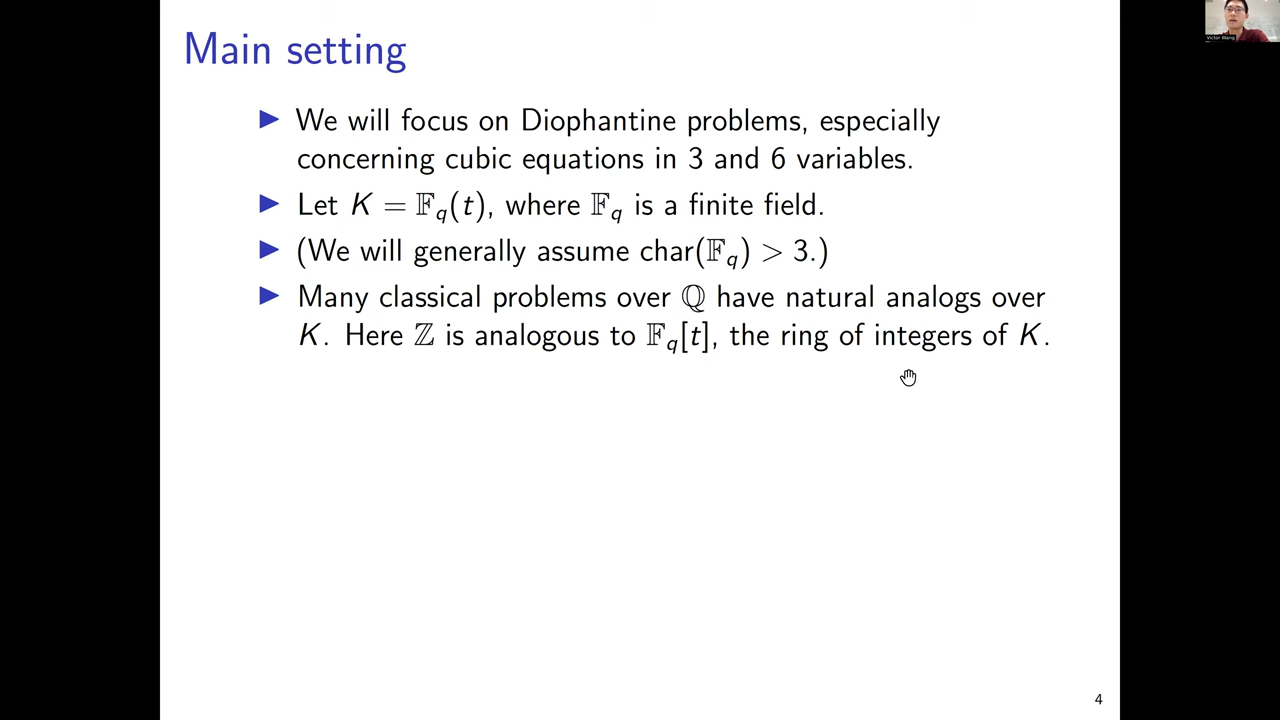 Main setting
▶ We will focus on Diophantine problems, especially
concerning cubic equations in 3 and 6 variables.
▶ Let K = 𝔽_q(t), where 𝔽_q is a finite field.
▶ (We will generally assume char(𝔽_q) > 3.)
▶ Many classical problems over ℚ have natural analogs over
K. Here ℤ is analogous to 𝔽_q[t], the ring of integers of K.
4
Victor Wang